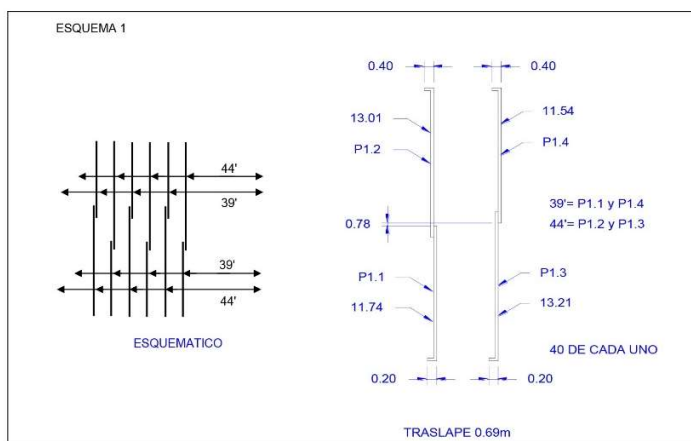 ESQUEMA 1
0.40
0.40
13.01
P1.2
11.54
P1.4
44'
39'
39'= P1.1 y P1.4
44'= P1.2 y P1.3
0.78
39'
44'
P1.1
11.74
P1.3
13.21
ESQUEMATICO
40 DE CADA UNO
0.20
0.20
TRASLAPE 0.69m